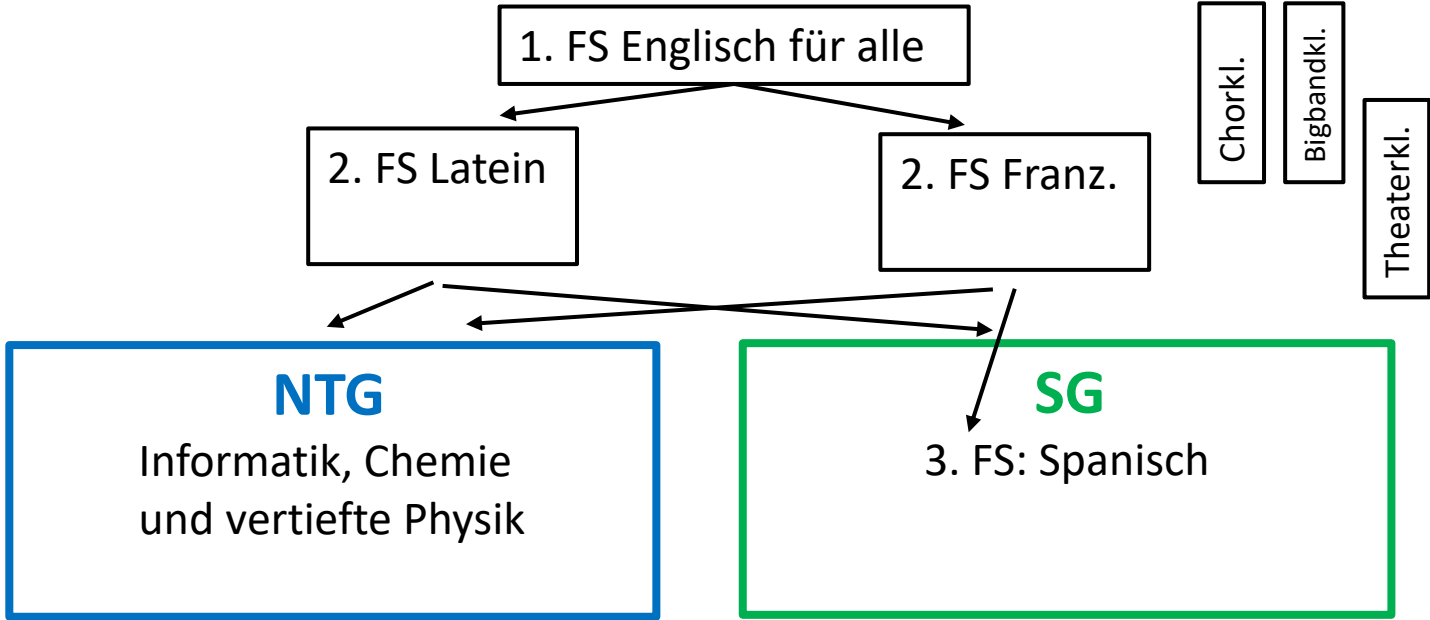 1. FS Englisch für alle
2. FS Latein
2. FS Franz.
Chorkl.
Bigbandkl.
Theaterkl.
NTG
Informatik, Chemie
und vertiefte Physik
SG
3. FS: Spanisch